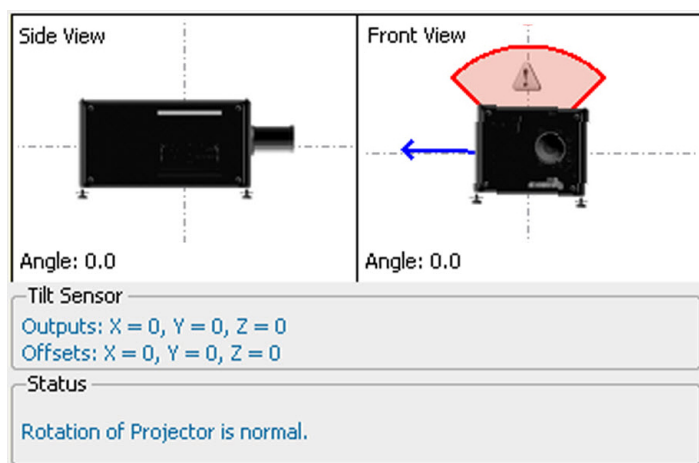 Side View
Front View
Angle: 0.0
Angle: 0.0
Tilt Sensor
Outputs: X = 0, Y = 0, Z = 0
Offsets: X = 0, Y = 0, Z = 0
Status
Rotation of Projector is normal.